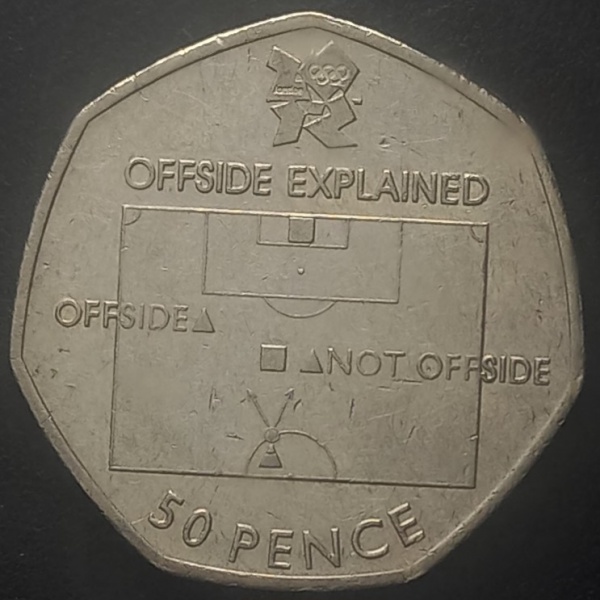 OFFSIDE EXPLAINED
OFFSIDE
NOT OFFSIDE
50 PENCE